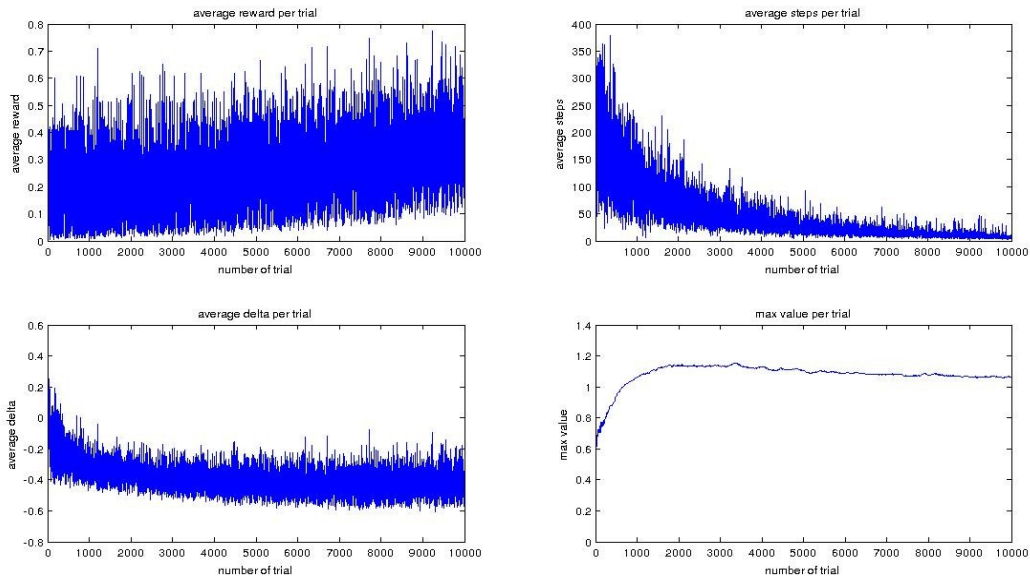 average reward per trial
0.8
0.7
0.6
0.5
0.4
0.3
0.2
0.1
0
average reward
0 1000 2000 3000 4000 5000 6000 7000 8000 9000 10000
number of trial
average steps per trial
400
350
300
250
200
150
100
50
0
average steps
1000 2000 3000 4000 5000 6000 7000 8000 9000 10000
number of trial
average delta per trial
0.6
0.4
0.2
0
-0.2
-0.4
-0.6
-0.8
average delta
0 1000 2000 3000 4000 5000 6000 7000 8000 9000 10000
number of trial
max value per trial
1.4
1.2
1
0.8
0.6
0.4
0.2
0
max value
0 1000 2000 3000 4000 5000 6000 7000 8000 9000 10000
number of trial